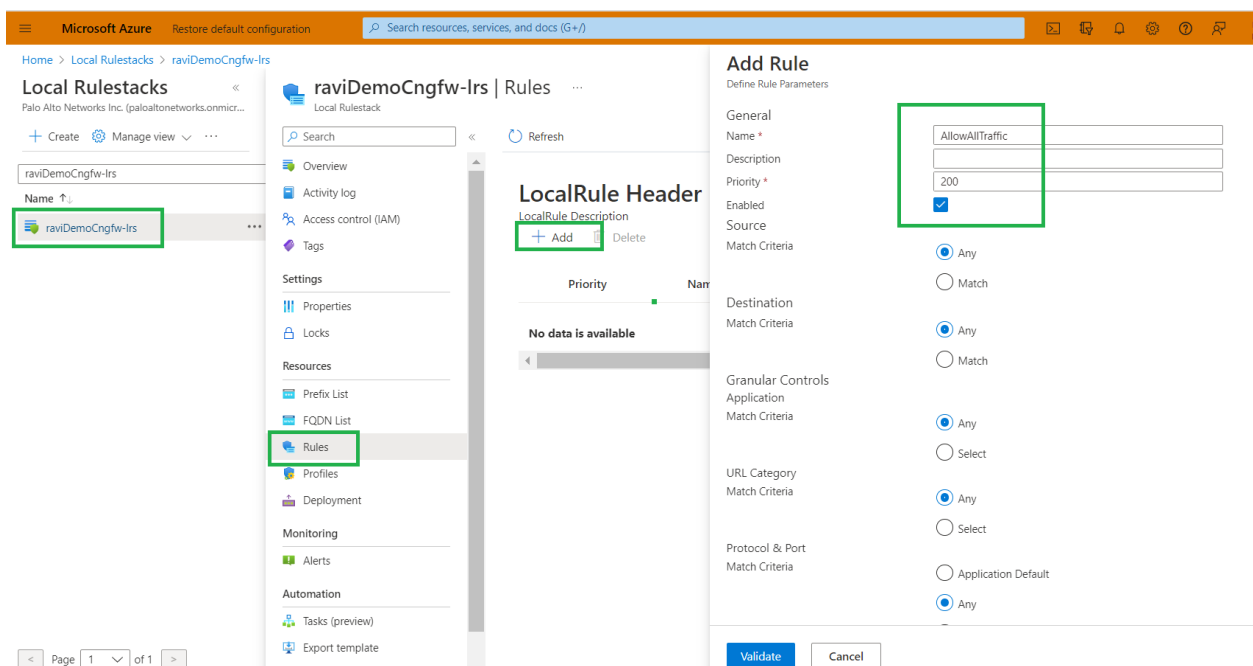 Microsoft Azure Restore default configuration Search resources, services, and docs (G+/)
Home > Local Rulestacks > raviDemoCngfw-lrs
Local Rulestacks «
Palo Alto Networks Inc. (paloaltonetworks.onmicr...
+ Create Manage view ...
raviDemoCngfw-lrs
Name ↑↓
raviDemoCngfw-lrs ...
< Page 1 of 1 >
raviDemoCngfw-lrs | Rules ...
Local Rulestack
Search «
Overview
Activity log
Access control (IAM)
Tags
Settings
Properties
Locks
Resources
Prefix List
FQDN List
Rules
Profiles
Deployment
Monitoring
Alerts
Automation
Tasks (preview)
Export template
Refresh
LocalRule Header
LocalRule Description
+ Add Delete
Priority Nam
No data is available
Add Rule
Define Rule Parameters
General
Name * AllowAllTraffic
Description
Priority * 200
Enabled
Source
Match Criteria Any
Match
Destination
Match Criteria Any
Match
Granular Controls
Application
Match Criteria Any
Select
URL Category
Match Criteria Any
Select
Protocol & Port
Match Criteria Application Default
Any
Validate Cancel